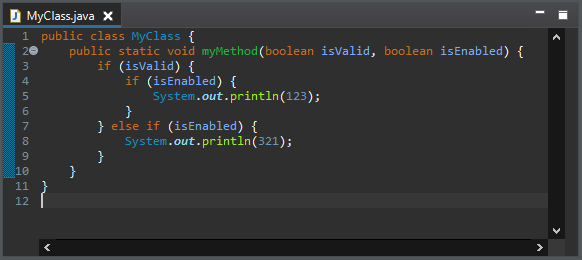 MyClass.java
1 public class MyClass {
2     public static void myMethod(boolean isValid, boolean isEnabled) {
3         if (isValid) {
4             if (isEnabled) {
5                 System.out.println(123);
6             }
7         } else if (isEnabled) {
8             System.out.println(321);
9         }
10     }
11 }
12